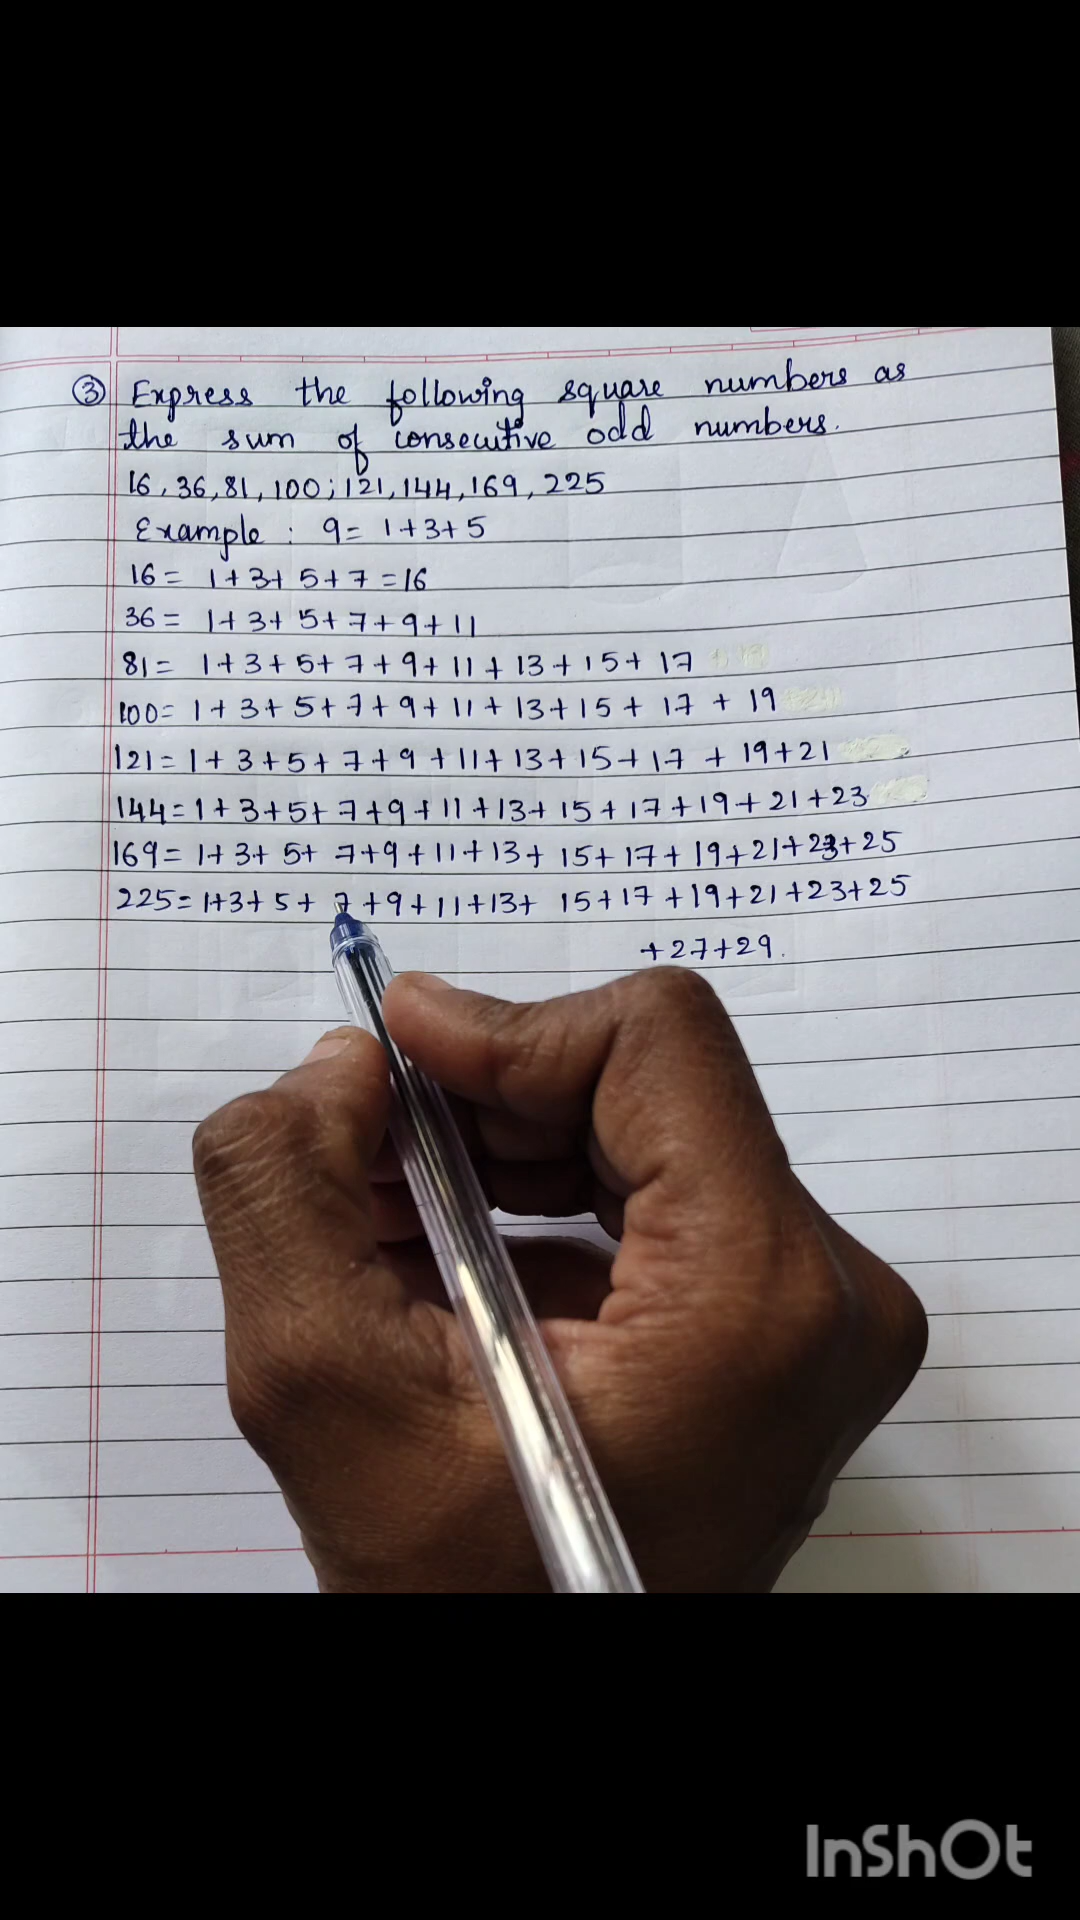 ③ Express the following square numbers as
the sum of consecutive odd numbers.
16, 36, 81, 100; 121, 144, 169, 225
Example : 9= 1+3+5
16= 1+3+5+7=16
36= 1+3+5+7+9+11
81= 1+3+5+7+9+11+13+15+17
100= 1+3+5+7+9+11+13+15+17+19
121=1+3+5+7+9+11+13+15+17+19+21
144=1+3+5+7+9+11+13+15+17+19+21+23
169= 1+3+5+7+9+11+13+15+17+19+21+23+25
225=1+3+5+7+9+11+13+15+17+19+21+23+25
+27+29.
InShOt